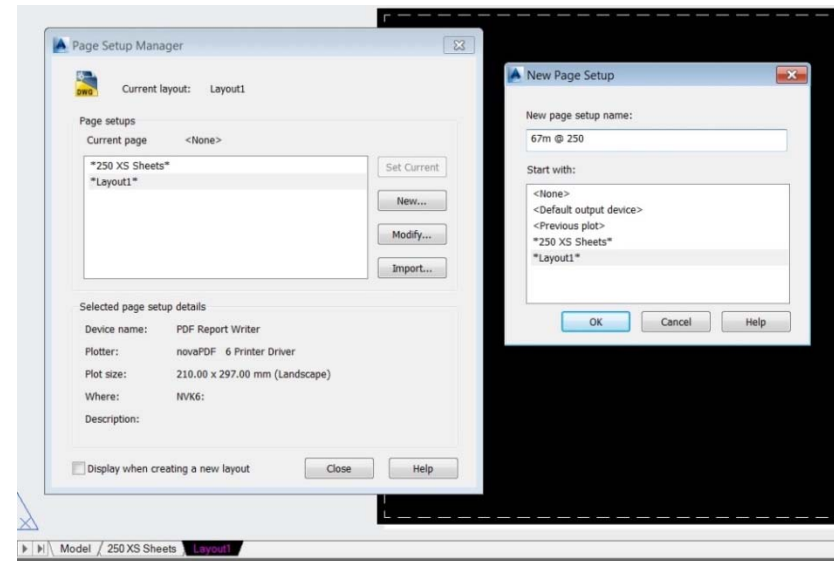 Page Setup Manager
DWG
Current layout: Layout1
Page setups
Current page <None>
*250 XS Sheets*
*Layout1*
Set Current
New...
Modify...
Import...
Selected page setup details
Device name: PDF Report Writer
Plotter: novaPDF 6 Printer Driver
Plot size: 210.00 x 297.00 mm (Landscape)
Where: NVK6:
Description:
Display when creating a new layout
Close
Help
New Page Setup
New page setup name:
67m @ 250
Start with:
<None>
<Default output device>
<Previous plot>
*250 XS Sheets*
*Layout1*
OK
Cancel
Help
Model / 250 XS Sheets Layout1